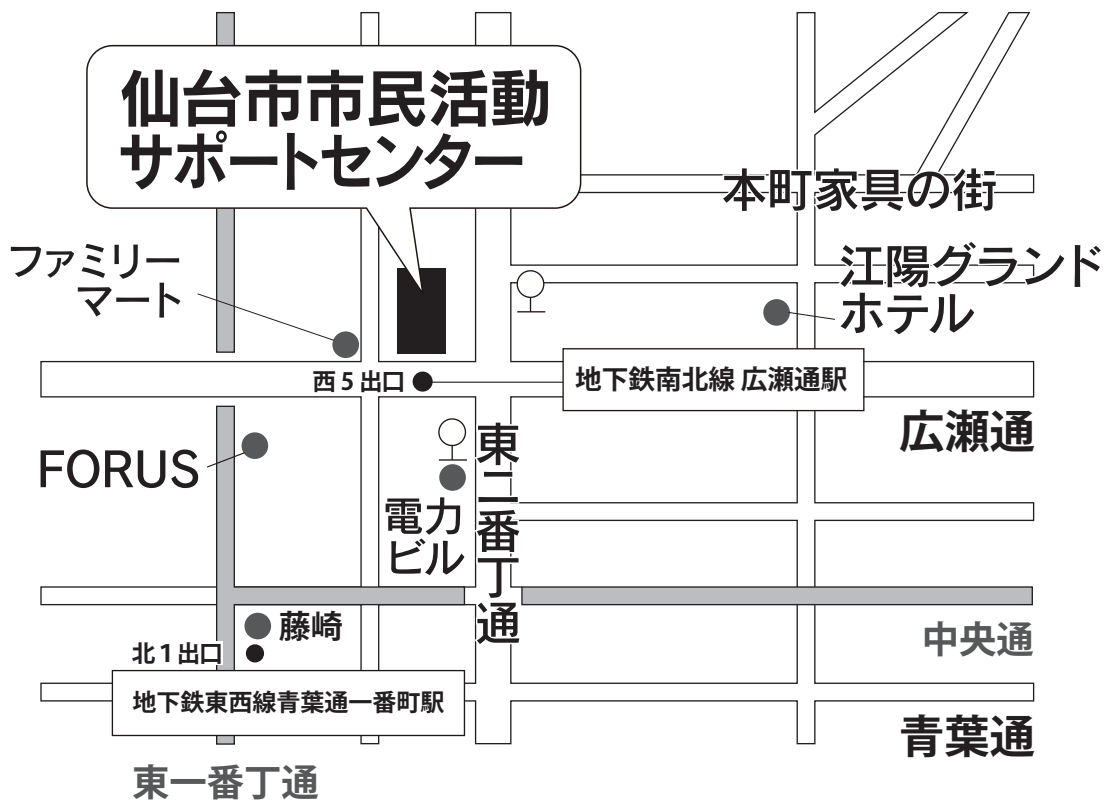 仙台市市民活動
サポートセンター
本町家具の街
ファミリー
マート
江陽グランド
ホテル
西5出口
地下鉄南北線 広瀬通駅
広瀬通
FORUS
東二番丁通
電力
ビル
藤崎
中央通
北1出口
地下鉄東西線青葉通一番町駅
青葉通
東一番丁通